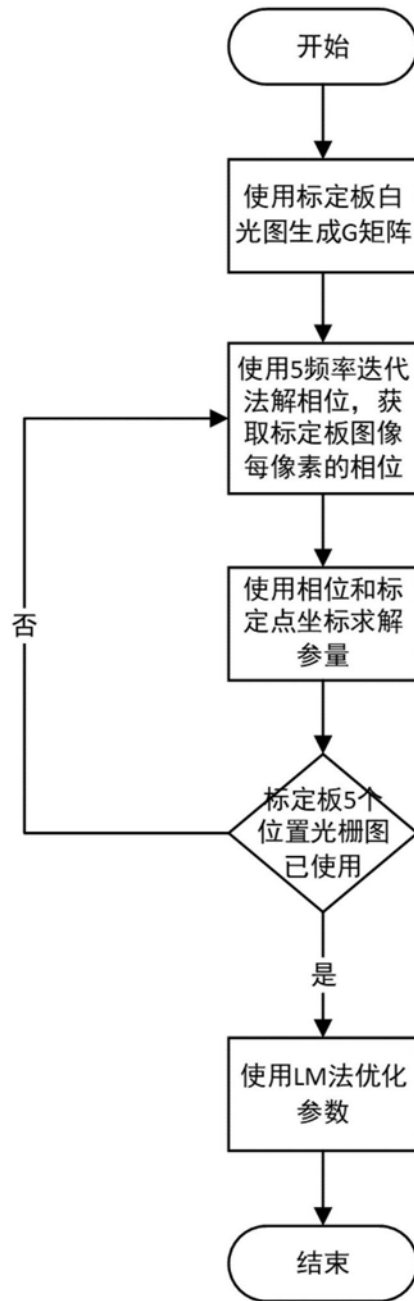 开始
使用标定板白
光图生成G矩阵
使用5频率迭代
法解相位，获
取标定板图像
每像素的相位
使用相位和标
定点坐标求解
参量
否
标定板5个
位置光栅图
已使用
是
使用LM法优化
参数
结束